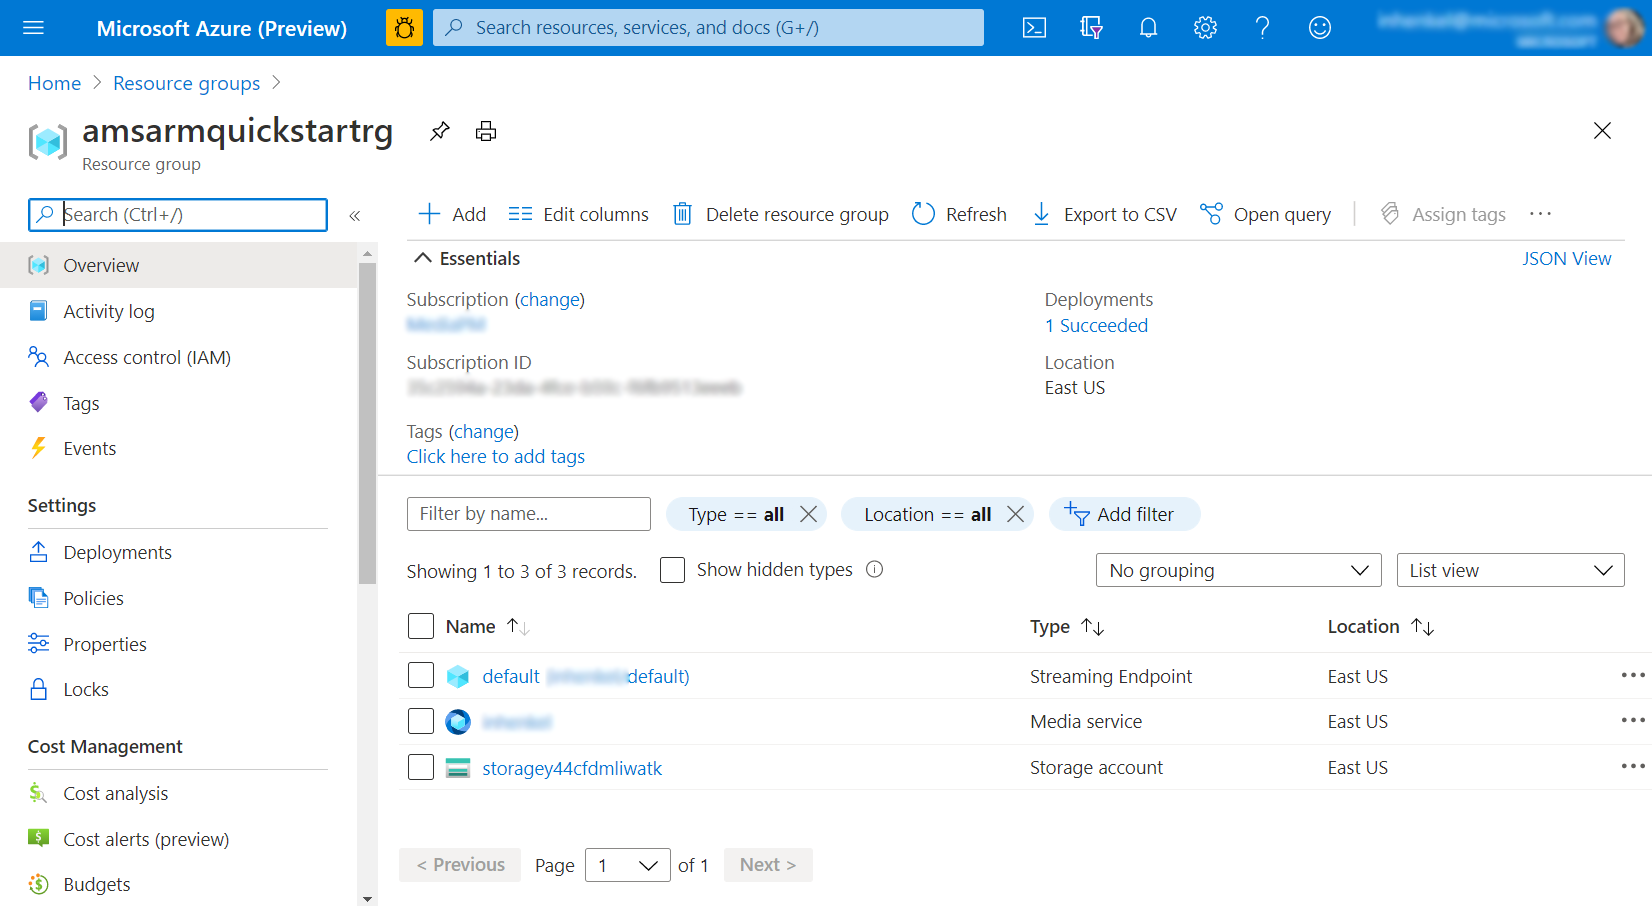 Microsoft Azure (Preview)
Search resources, services, and docs (G+/)
Home > Resource groups >
amsarmquickstartrg
Resource group
Search (Ctrl+/)
«
Add
Edit columns
Delete resource group
Refresh
Export to CSV
Open query
Assign tags
...
Overview
Activity log
Access control (IAM)
Tags
Events
Settings
Deployments
Policies
Properties
Locks
Cost Management
Cost analysis
Cost alerts (preview)
Budgets
Essentials
JSON View
Subscription (change)
Subscription ID
Tags (change)
Click here to add tags
Deployments
1 Succeeded
Location
East US
Filter by name...
Type == all
Location == all
Add filter
Showing 1 to 3 of 3 records.
Show hidden types
No grouping
List view
Name Type Location
default default) Streaming Endpoint East US
Media service East US
storagey44cfdmliwatk Storage account East US
< Previous Page 1 of 1 Next >